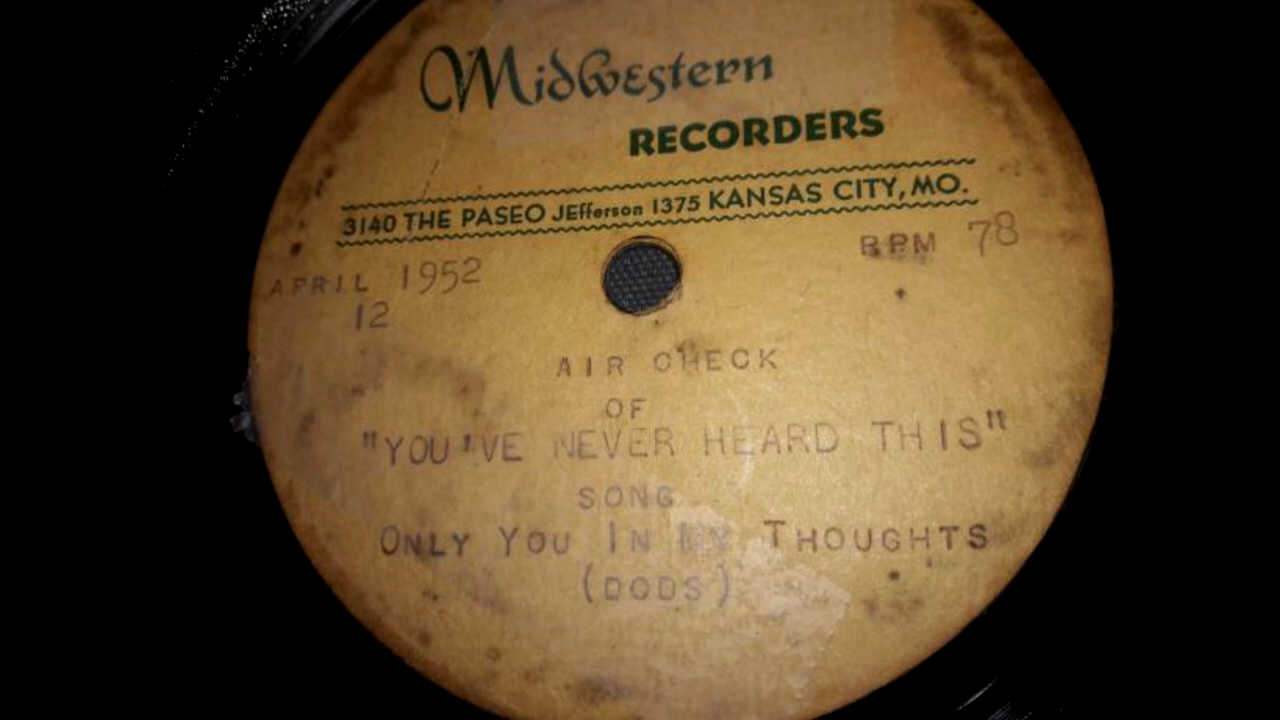 Midwestern
RECORDERS
3140 THE PASEO JEfferson 1375 KANSAS CITY, MO.
APRIL 1952
12
RPM 78
AIR CHECK
OF
"YOU'VE NEVER HEARD THIS"
SONG
ONLY YOU IN MY THOUGHTS
(DODS)